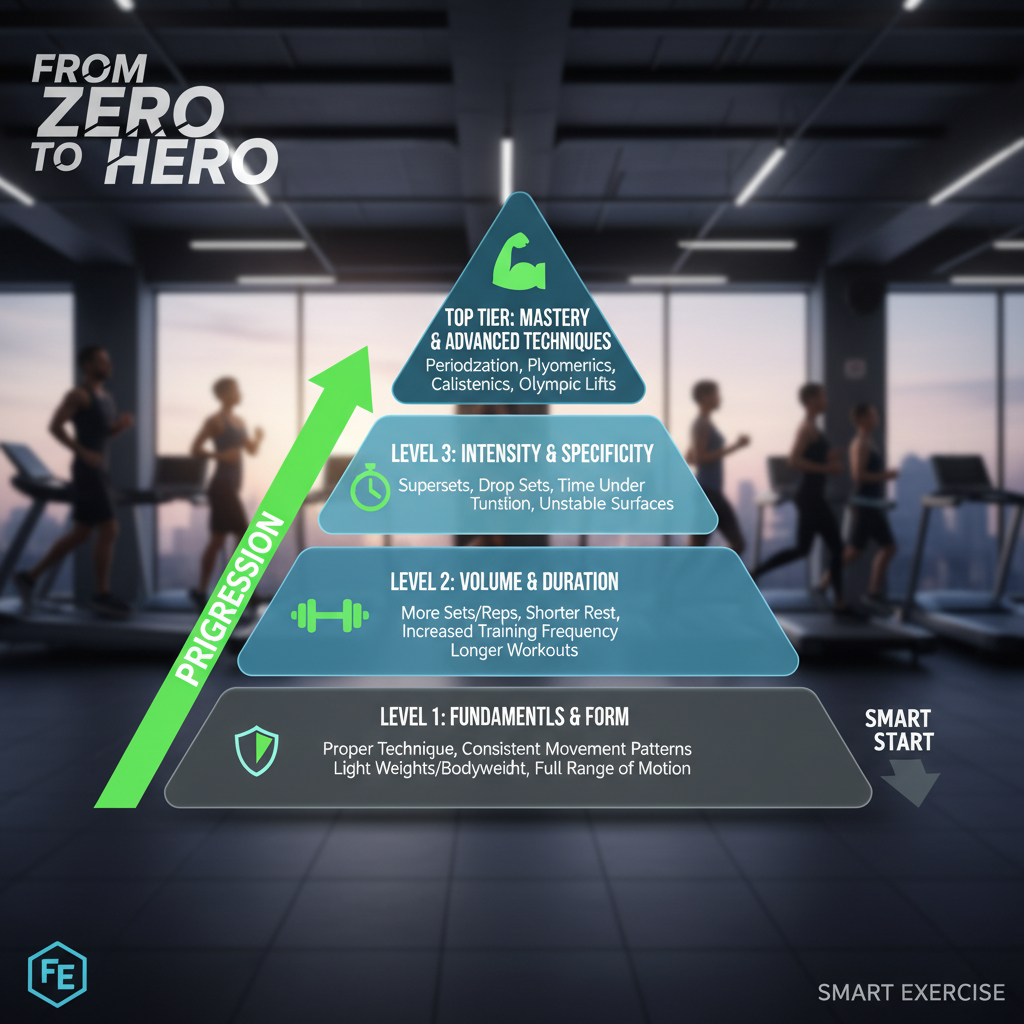 FROM
ZERO
TO HERO
TOP TIER: MASTERY
& ADVANCED TECHNIQUES
Periodzation, Plyomerics,
Calistenics, Olympic Lifts
LEVEL 3: INTENSITY & SPECIFICITY
Supersets, Drop Sets, Time Under
Tunstion, Unstable Surfaces
PRIGRESSION
LEVEL 2: VOLUME & DURATION
More Sets/Reps, Shorter Rest,
Increased Training Frequency
Longer Workouts
LEVEL 1: FUNDAMENTLS & FORM
Proper Technique, Consistent Movement Patterns
Light Weights/Bodyweidht, Full Range of Motion
SMART
START
FE
SMART EXERCISE